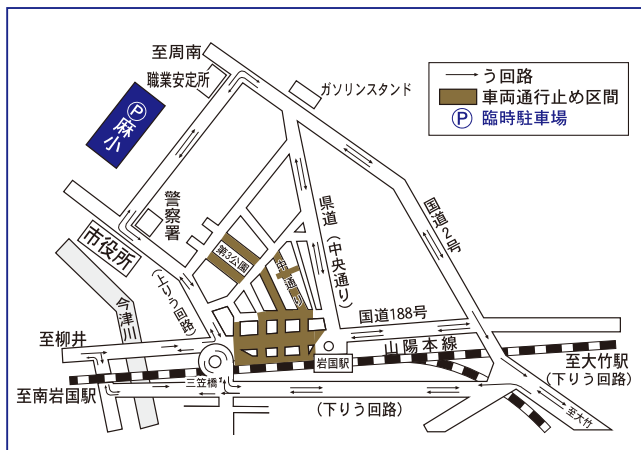 至周南
職業安定所
ガソリンスタンド
う回路
車両通行止め区間
Ⓟ 臨時駐車場
Ⓟ 麻小
警察署
市役所
第3公園
中通り
県道(中央通り)
国道2号
今津川
(上りう回路)
国道188号
至柳井
山陽本線
岩国駅
至大竹駅
(下りう回路)
三笠橋
至南岩国駅
(下りう回路)
至大竹